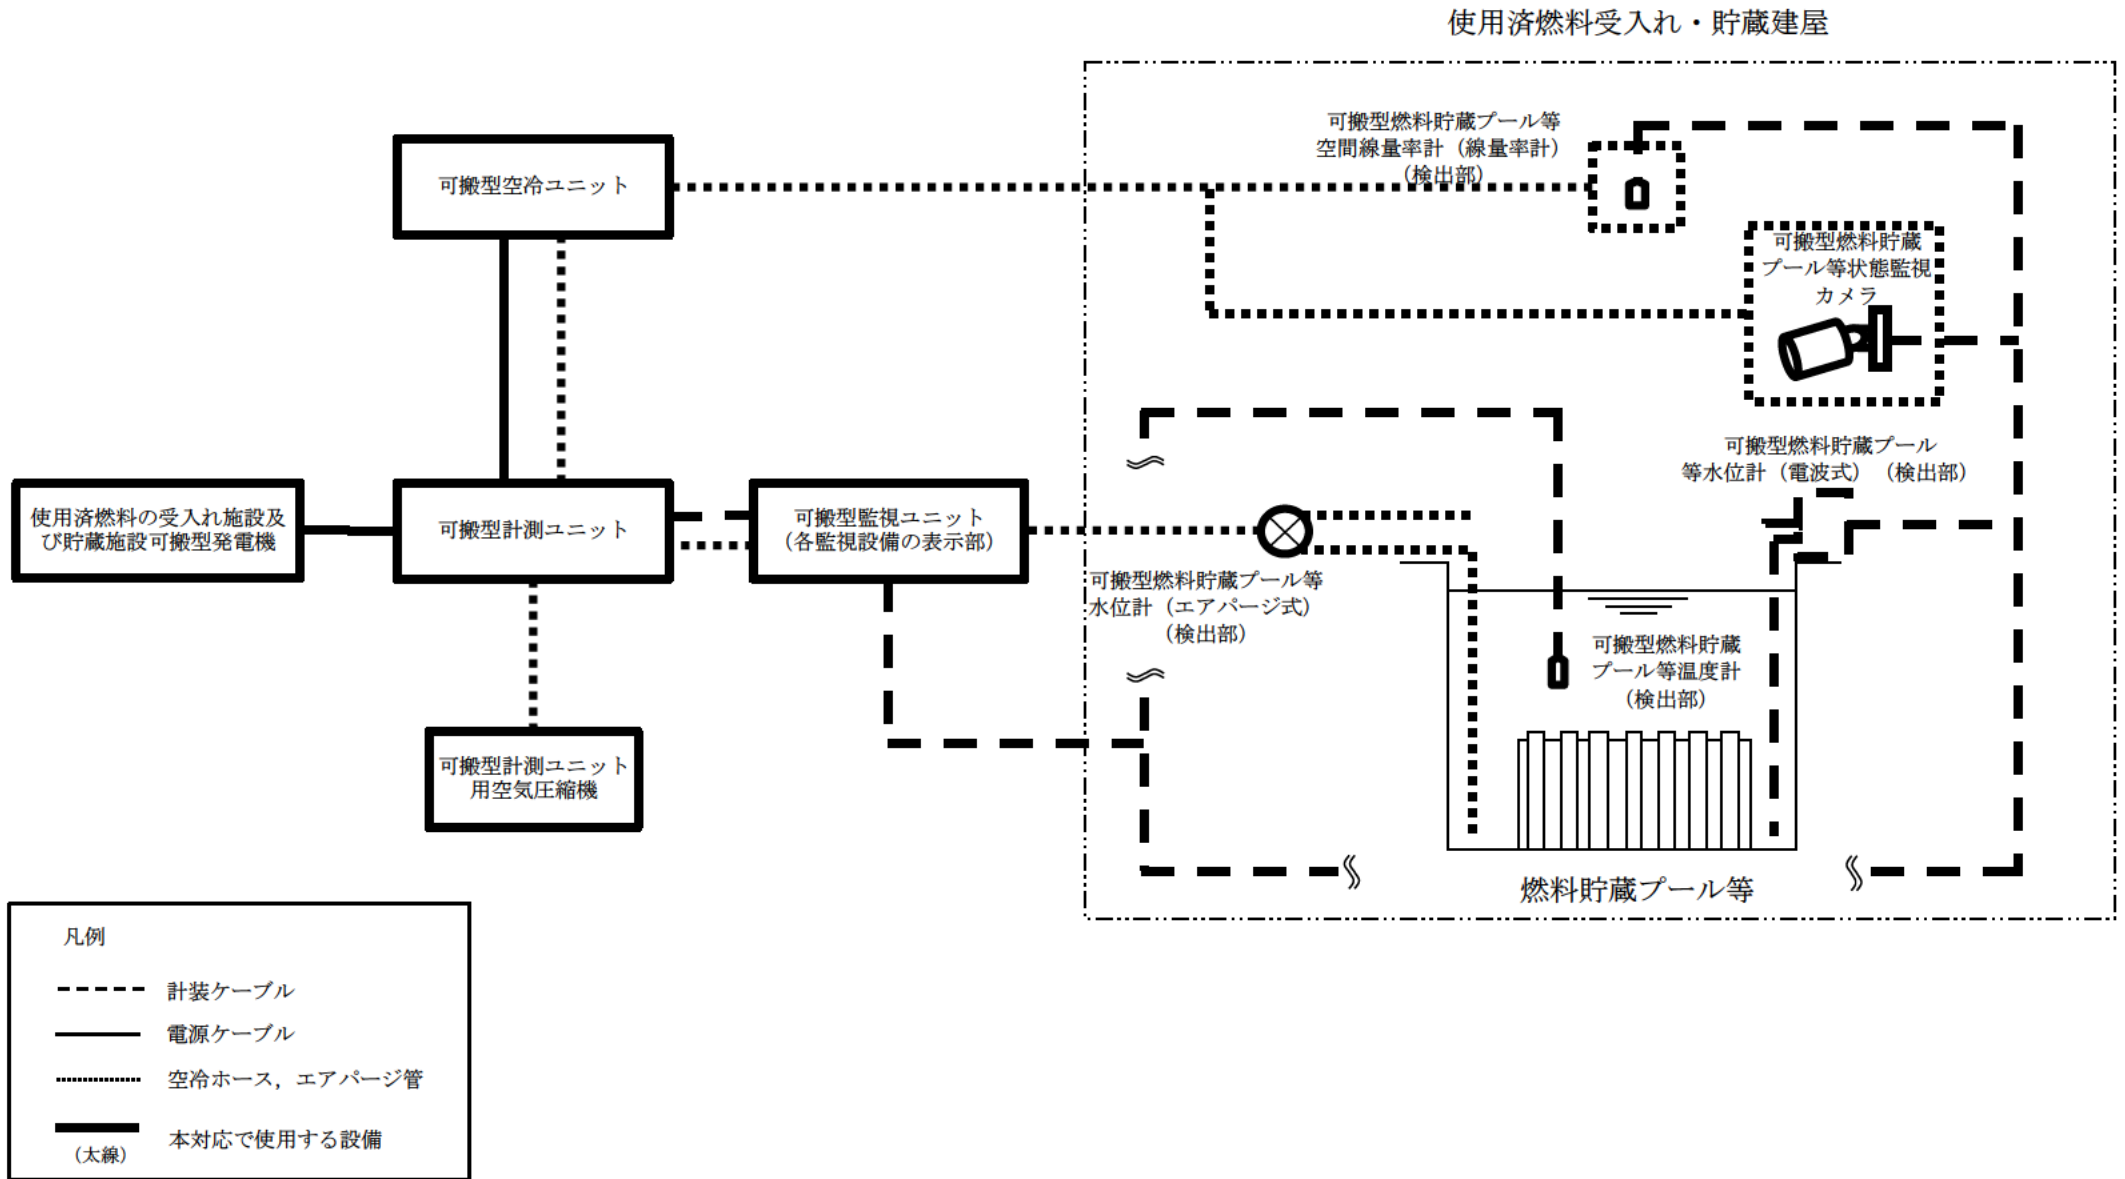 使用済燃料受入れ・貯蔵建屋
可搬型燃料貯蔵プール等
空間線量率計（線量率計）
（検出部）
可搬型空冷ユニット
可搬型燃料貯蔵
プール等状態監視
カメラ
可搬型燃料貯蔵プール
等水位計（電波式）（検出部）
使用済燃料の受入れ施設及
び貯蔵施設可搬型発電機
可搬型計測ユニット
可搬型監視ユニット
（各監視設備の表示部）
可搬型燃料貯蔵プール等
水位計（エアパージ式）
（検出部）
可搬型燃料貯蔵
プール等温度計
（検出部）
可搬型計測ユニット
用空気圧縮機
燃料貯蔵プール等
凡例
計装ケーブル
電源ケーブル
空冷ホース，エアパージ管
本対応で使用する設備
（太線）